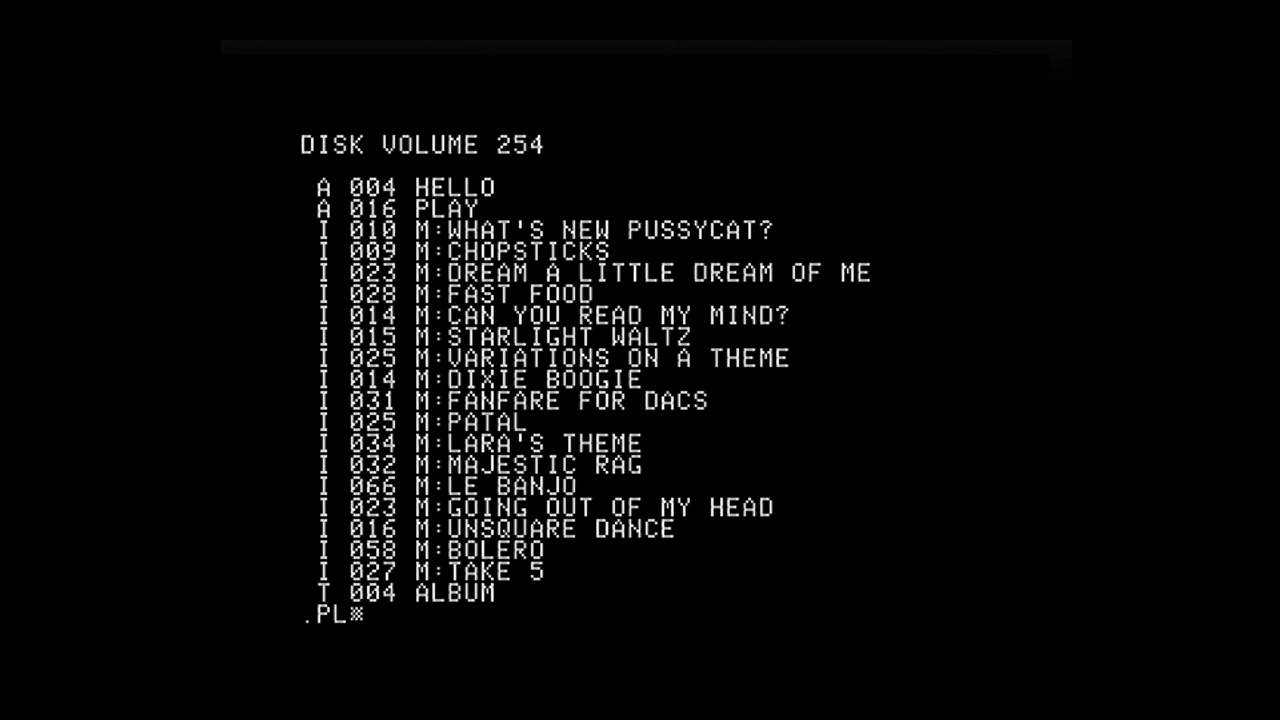 DISK VOLUME 254
A 004 HELLO
A 016 PLAY
I 010 M:WHAT'S NEW PUSSYCAT?
I 009 M:CHOPSTICKS
I 023 M:DREAM A LITTLE DREAM OF ME
I 028 M:FAST FOOD
I 014 M:CAN YOU READ MY MIND?
I 015 M:STARLIGHT WALTZ
I 025 M:VARIATIONS ON A THEME
I 014 M:DIXIE BOOGIE
I 031 M:FANFARE FOR DACS
I 025 M:PATAL
I 034 M:LARA'S THEME
I 032 M:MAJESTIC RAG
I 066 M:LE BANJO
I 023 M:GOING OUT OF MY HEAD
I 016 M:UNSQUARE DANCE
I 058 M:BOLERO
I 027 M:TAKE 5
T 004 ALBUM
.PL